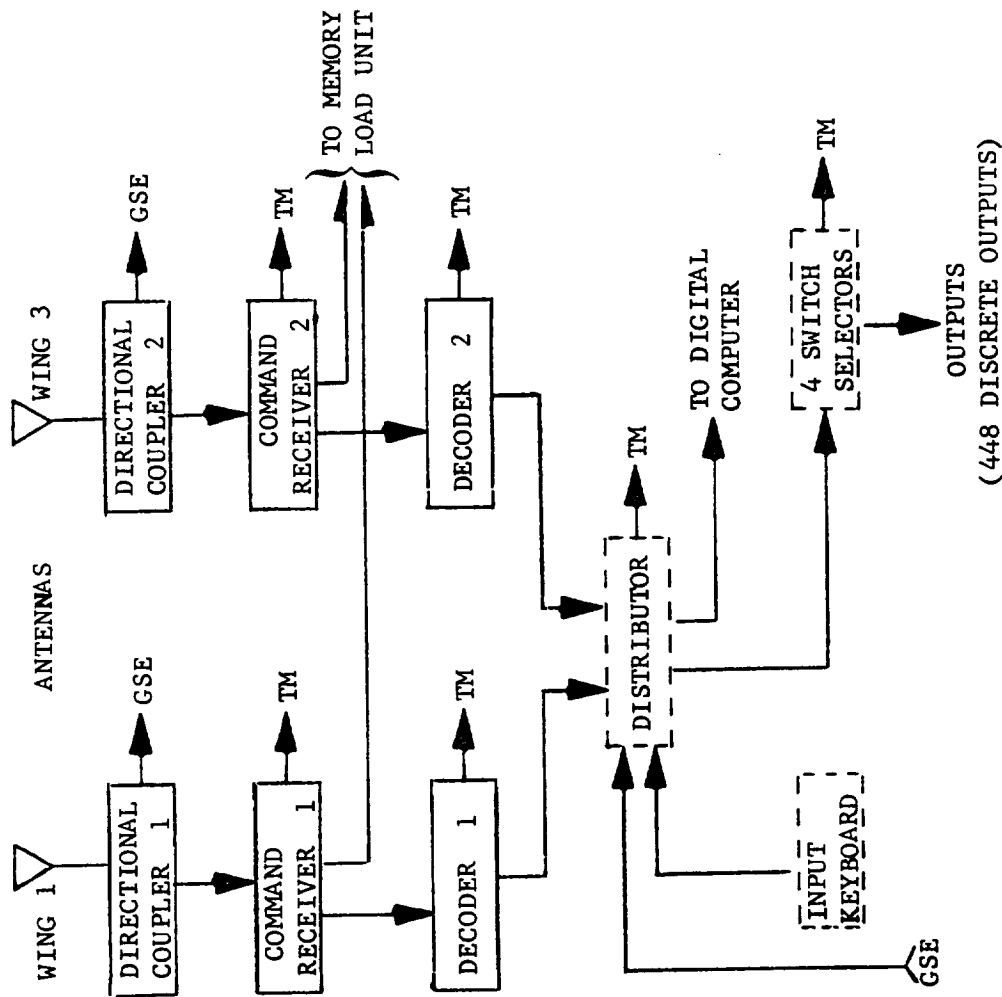 WING 1
ANTENNAS
WING 3
DIRECTIONAL
COUPLER 1
GSE
DIRECTIONAL
COUPLER 2
GSE
COMMAND
RECEIVER 1
TM
COMMAND
RECEIVER 2
TM
TO MEMORY
LOAD UNIT
DECODER 1
TM
DECODER 2
TM
DISTRIBUTOR
TM
TO DIGITAL
COMPUTER
INPUT
KEYBOARD
GSE
4 SWITCH
SELECTORS
TM
OUTPUTS
(448 DISCRETE OUTPUTS)